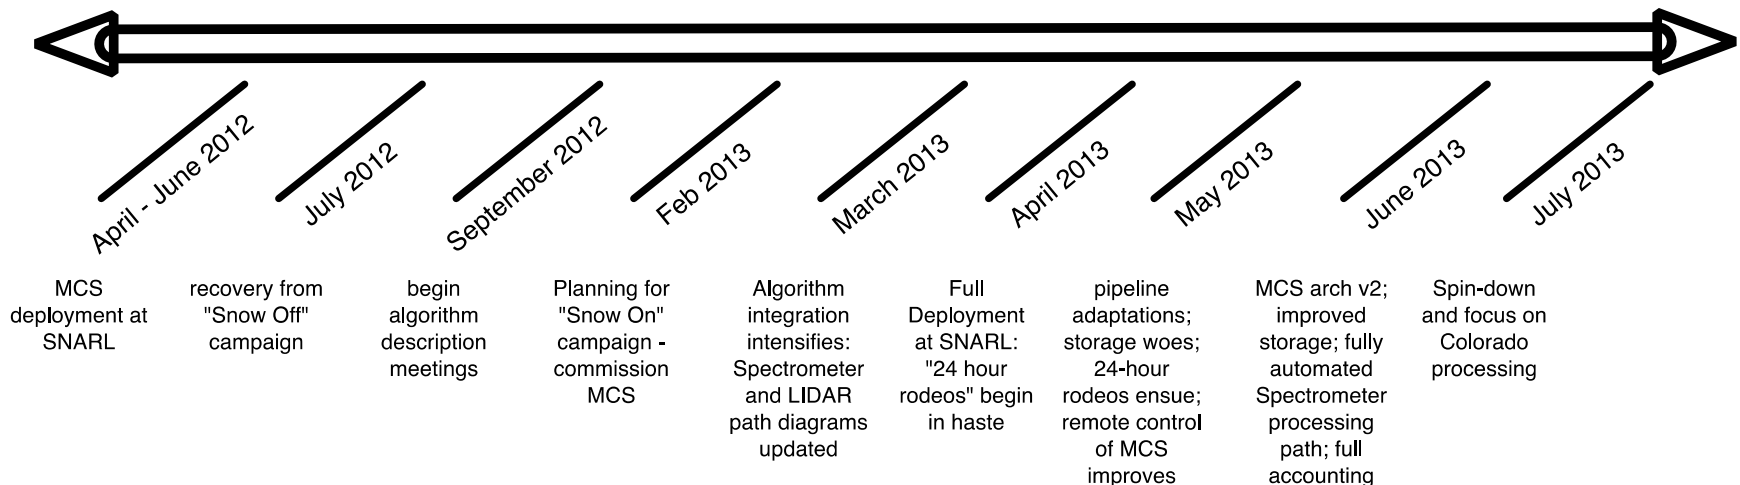 April - June 2012
July 2012
September 2012
Feb 2013
March 2013
April 2013
May 2013
June 2013
July 2013
MCS
deployment at
SNARL
recovery from
"Snow Off"
campaign
begin
algorithm
description
meetings
Planning for
"Snow On"
campaign -
commission
MCS
Algorithm
integration
intensifies:
Spectrometer
and LIDAR
path diagrams
updated
Full
Deployment
at SNARL:
"24 hour
rodeos" begin
in haste
pipeline
adaptations;
storage woes;
24-hour
rodeos ensue;
remote control
of MCS
improves
MCS arch v2;
improved
storage; fully
automated
Spectrometer
processing
path; full
accounting
Spin-down
and focus on
Colorado
processing